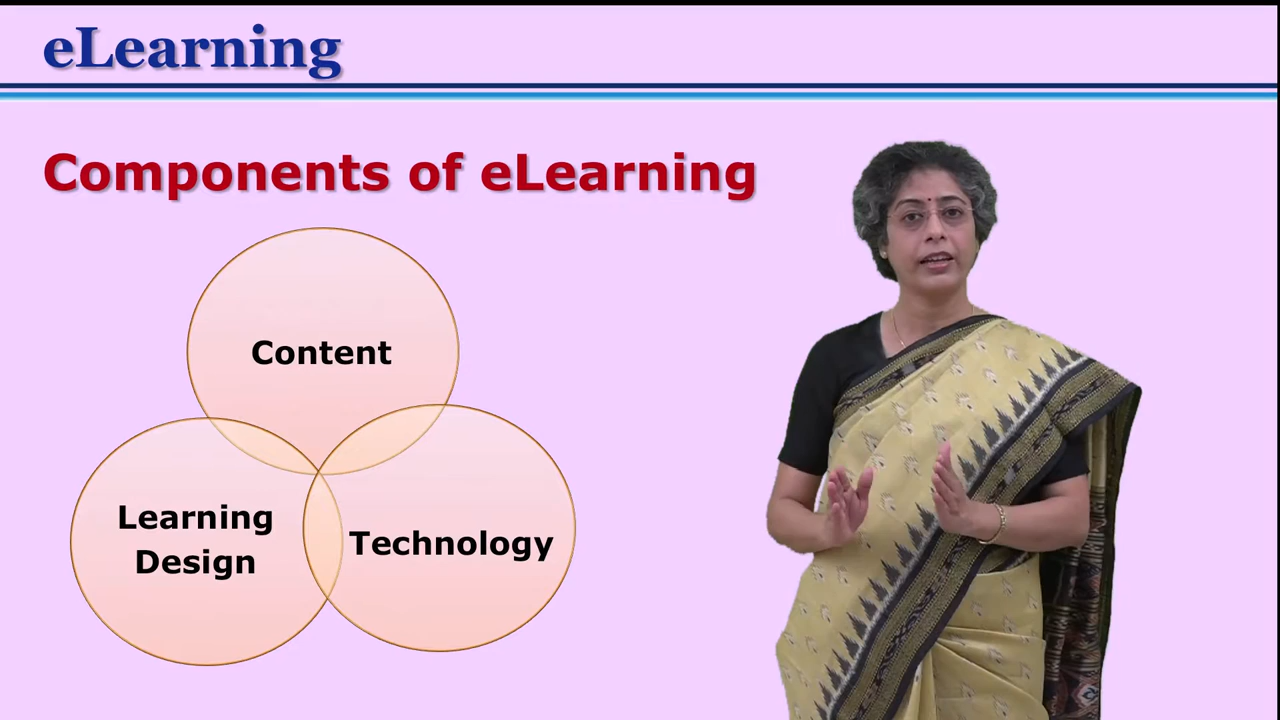 eLearning
Components of eLearning
Content
Learning
Design
Technology